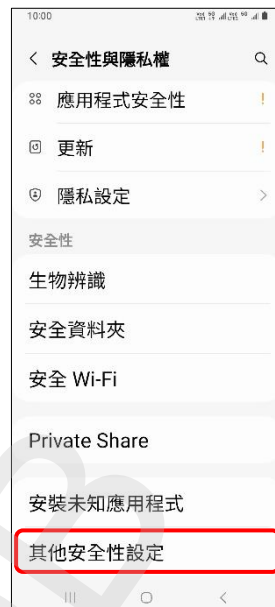 10:00
安全性與隱私權
應用程式安全性
更新
隱私設定
安全性
生物辨識
安全資料夾
安全 Wi-Fi
Private Share
安裝未知應用程式
其他安全性設定